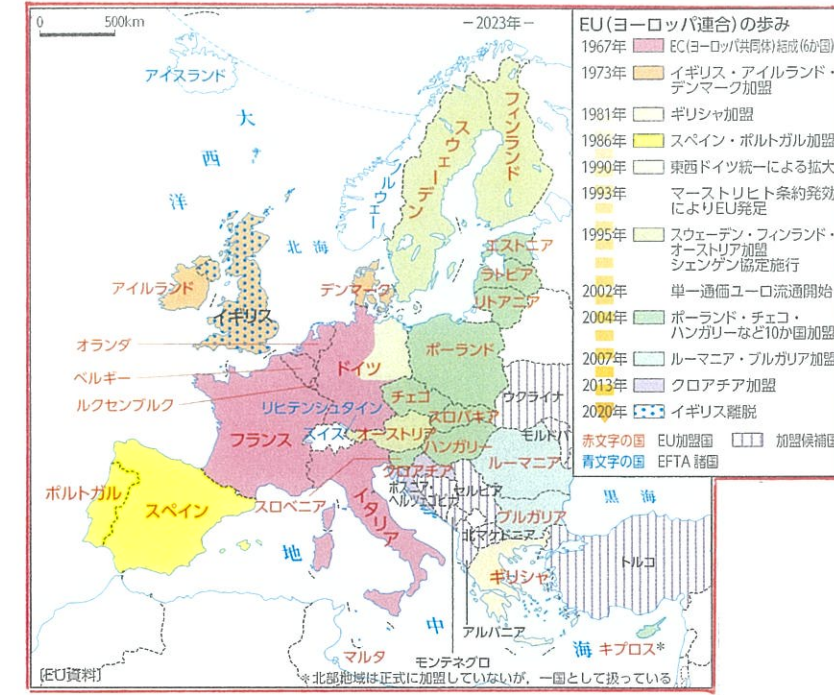 0 500km
−2023年−
アイスランド
大
西
洋
北海
ノルウェー
スウェーデン
フィンランド
エストニア
ラトビア
リトアニア
アイルランド
イギリス
デンマーク
オランダ
ベルギー
ルクセンブルク
ドイツ
ポーランド
リヒテンシュタイン
チェコ
スロバキア
ウクライナ
フランス
スイス
オーストリア
ハンガリー
モルドバ
ルーマニア
クロアチア
ボスニア・
ヘルツェゴビナ
セルビア
スロベニア
イタリア
ポルトガル
スペイン
ブルガリア
北マケドニア
黒海
トルコ
ギリシャ
アルバニア
モンテネグロ
地
中
海
キプロス*
マルタ
[EU資料]
*北部地域は正式に加盟していないが,一国として扱っている
EU(ヨーロッパ連合)の歩み
1967年 EC(ヨーロッパ共同体)結成(6か国)
1973年 イギリス・アイルランド・
デンマーク加盟
1981年 ギリシャ加盟
1986年 スペイン・ポルトガル加盟
1990年 東西ドイツ統一による拡大
1993年 マーストリヒト条約発効
によりEU発足
1995年 スウェーデン・フィンランド・
オーストリア加盟
シェンゲン協定施行
2002年 単一通貨ユーロ流通開始
2004年 ポーランド・チェコ・
ハンガリーなど10か国加盟
2007年 ルーマニア・ブルガリア加盟
2013年 クロアチア加盟
2020年 イギリス離脱
赤文字の国 EU加盟国 加盟候補国
青文字の国 EFTA諸国